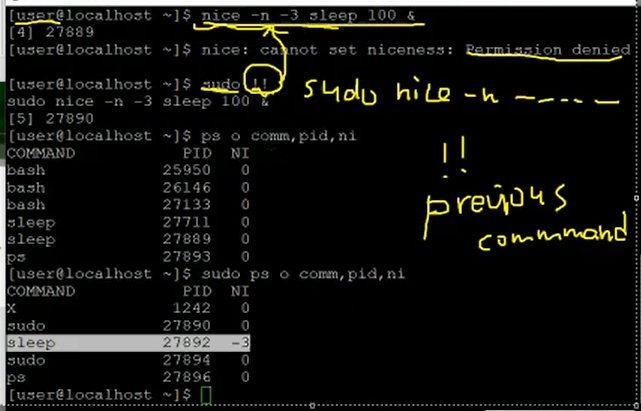 [user@localhost ~]$ nice -n -3 sleep 100 &
[4] 27889
[user@localhost ~]$ nice: cannot set niceness: Permission denied
[user@localhost ~]$ sudo !!
sudo nice -n -3 sleep 100 &
[5] 27890
sudo nice -n -----
[user@localhost ~]$ ps o comm,pid,ni
COMMAND PID NI
bash 25950 0
bash 26146 0
bash 27133 0
sleep 27711 0
sleep 27889 0
ps 27893 0
!!
previous
commmand
[user@localhost ~]$ sudo ps o comm,pid,ni
COMMAND PID NI
X 1242 0
sudo 27890 0
sleep 27892 -3
sudo 27894 0
ps 27896 0
[user@localhost ~]$